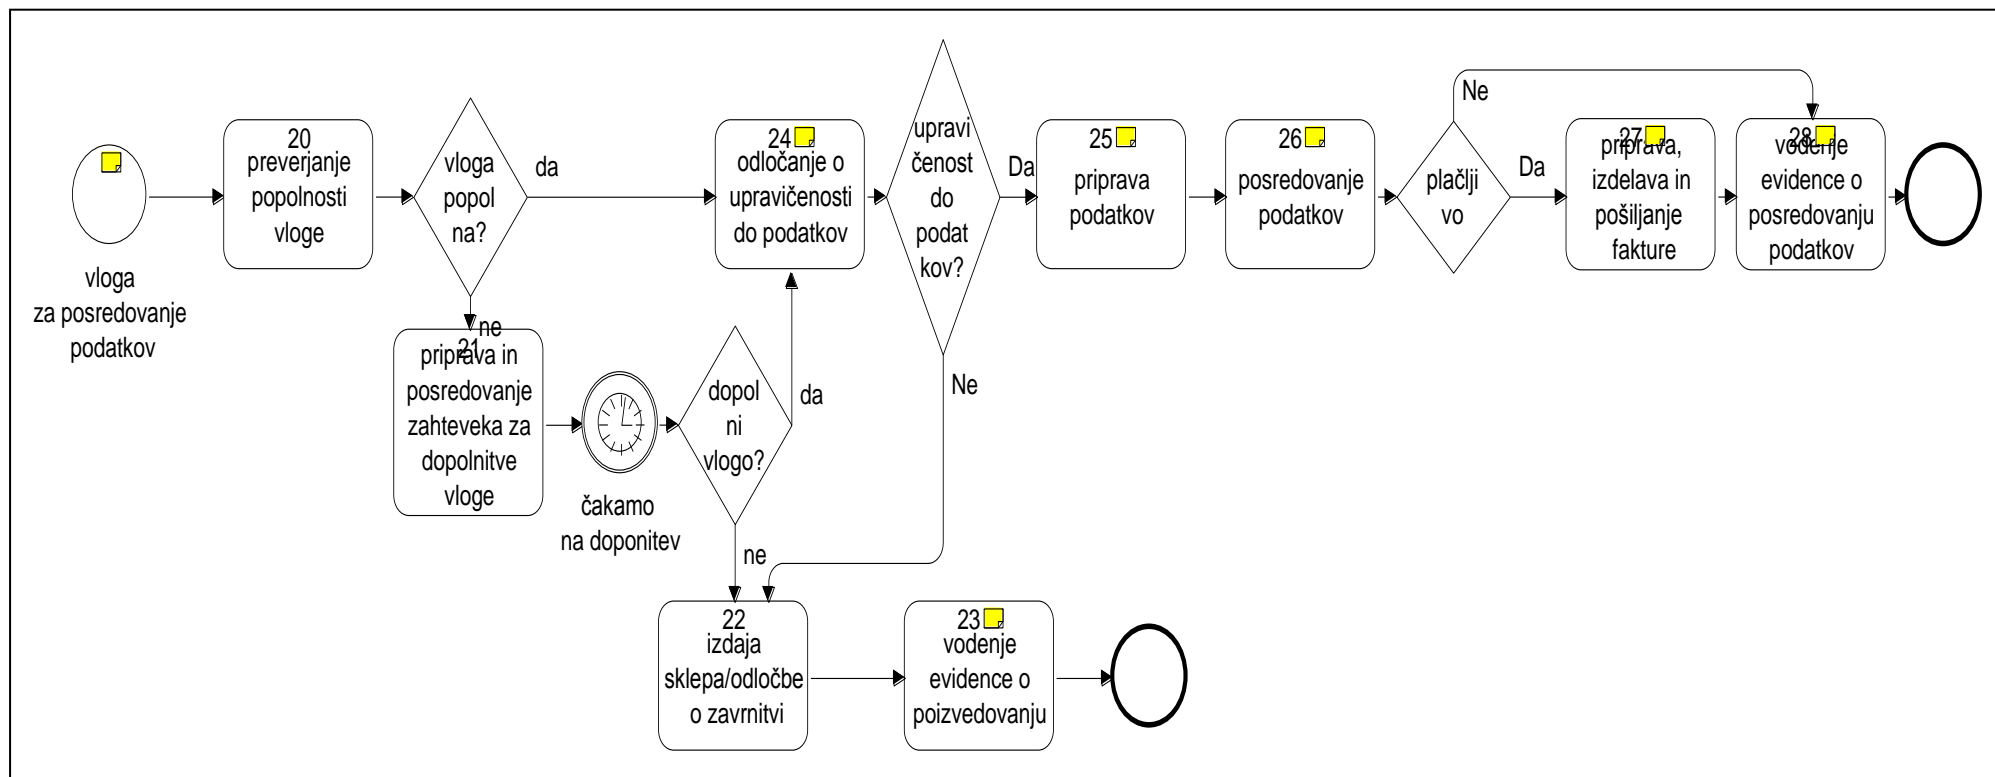 vloga
za posredovanje
podatkov
20
preverjanje
popolnosti
vloge
vloga
popol
na?
da
ne
21
priprava in
posredovanje
zahteveka za
dopolnitve
vloge
čakamo
na doponitev
dopol
ni
vlogo?
da
ne
22
izdaja
sklepa/odločbe
o zavrnitvi
23
vodenje
evidence o
poizvedovanju
24
odločanje o
upravičenosti
do podatkov
upravi
čenost
do
podat
kov?
Da
Ne
25
priprava
podatkov
26
posredovanje
podatkov
plačlji
vo
Ne
Da
27
priprava,
izdelava in
pošiljanje
fakture
28
vodenje
evidence o
posredovanju
podatkov